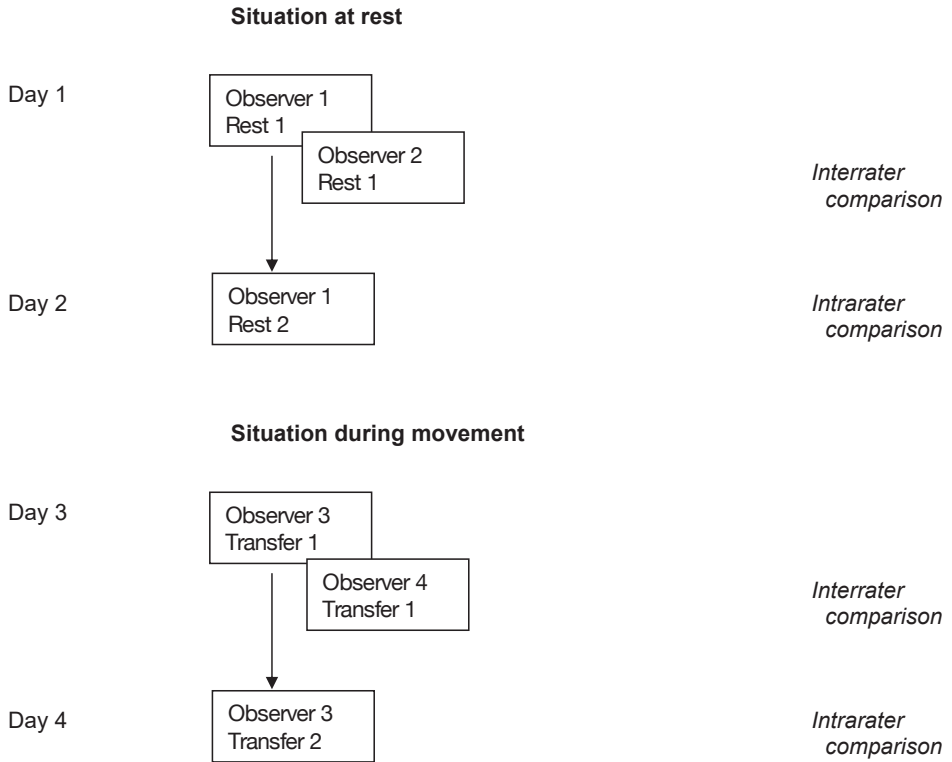 Situation at rest
Day 1
Observer 1
Rest 1
Observer 2
Rest 1
Interrater
comparison
Day 2
Observer 1
Rest 2
Intrarater
comparison
Situation during movement
Day 3
Observer 3
Transfer 1
Observer 4
Transfer 1
Interrater
comparison
Day 4
Observer 3
Transfer 2
Intrarater
comparison